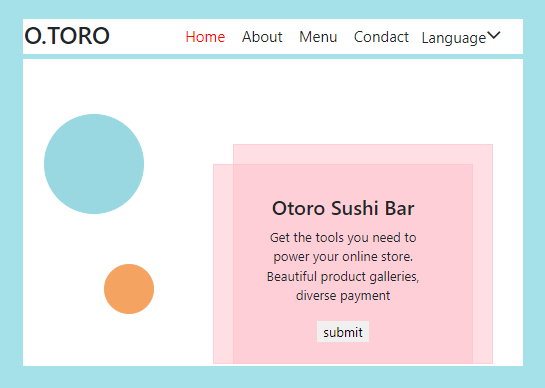 O.TORO Home About Menu Condact Language
Otoro Sushi Bar
Get the tools you need to
power your online store.
Beautiful product galleries,
diverse payment
submit